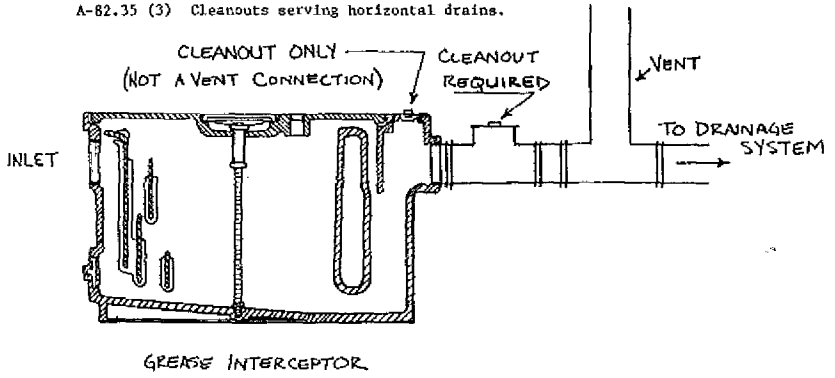 A-82.35 (3) Cleanouts serving horizontal drains.
CLEANOUT ONLY
(NOT A VENT CONNECTION)
CLEANOUT
REQUIRED
VENT
TO DRAINAGE
SYSTEM
INLET
GREASE INTERCEPTOR